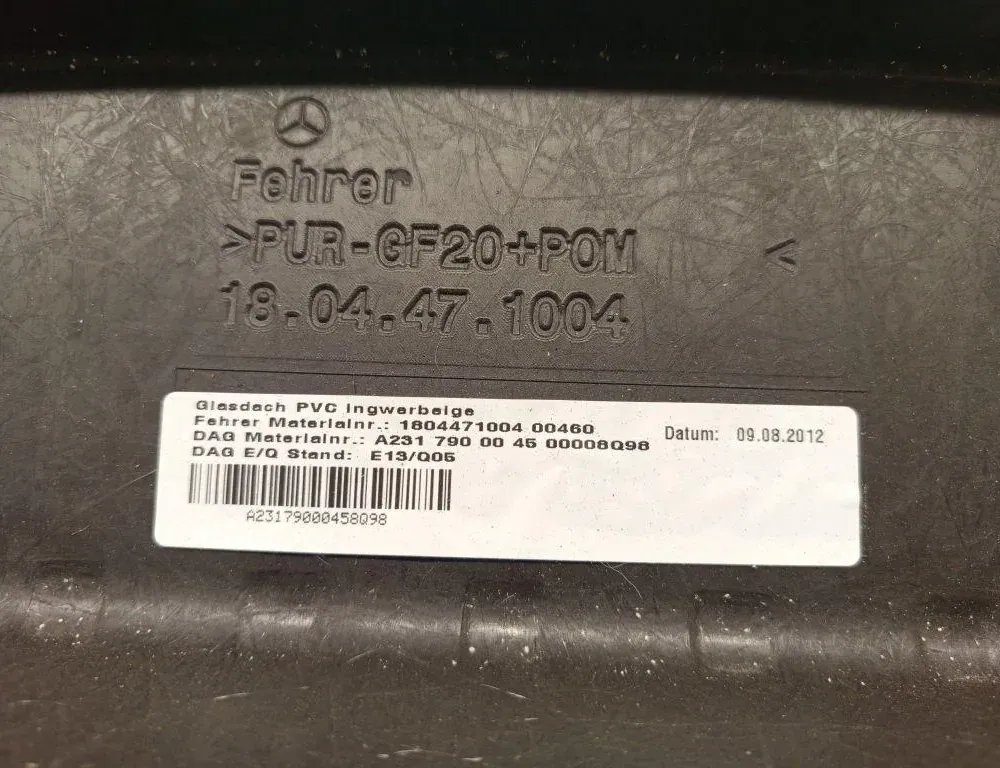 Fehrer
>PUR-GF20+POM <
18.04.47.1004
Glasdach PVC Ingwerbeige
Fehrer Materialnr.: 1804471004 00460
DAG Materialnr.: A231 790 00 45 00008Q98
DAG E/Q Stand: E13/Q05
Datum: 09.08.2012
A23179000458Q98